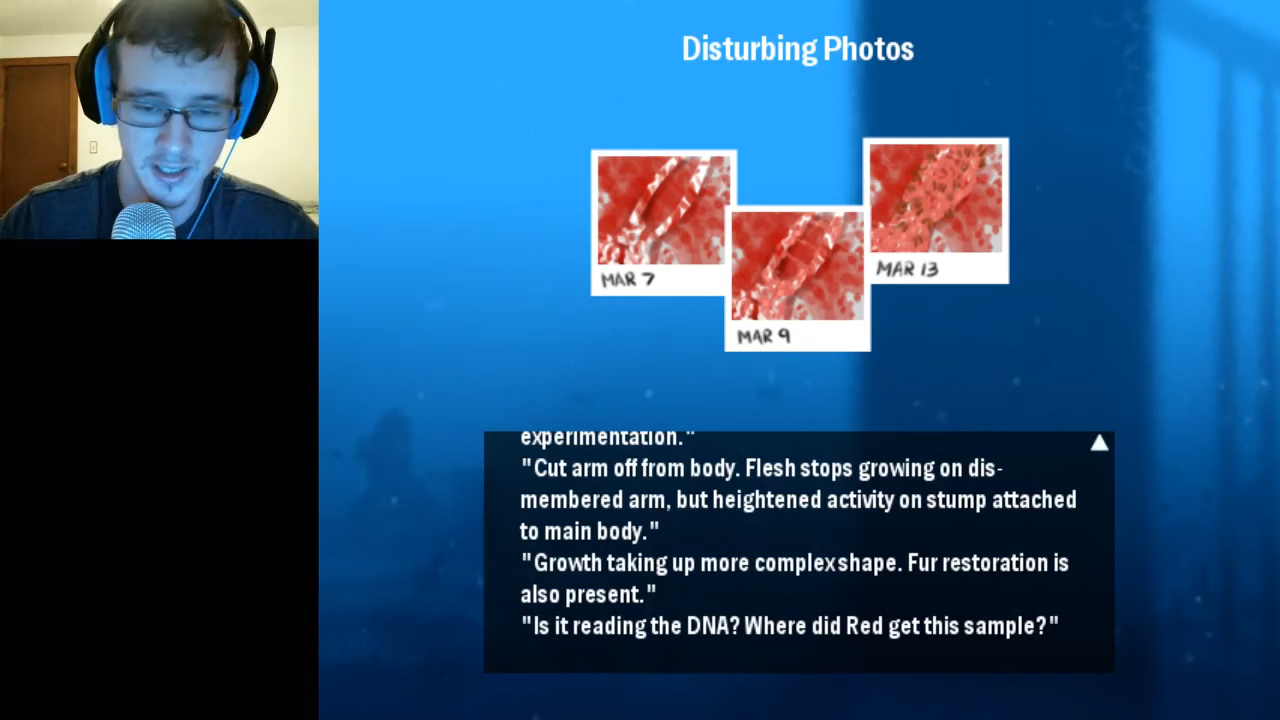 Disturbing Photos
MAR 7
MAR 9
MAR 13
experimentation."
"Cut arm off from body. Flesh stops growing on dis-
membered arm, but heightened activity on stump attached
to main body."
"Growth taking up more complex shape. Fur restoration is
also present."
"Is it reading the DNA? Where did Red get this sample?"